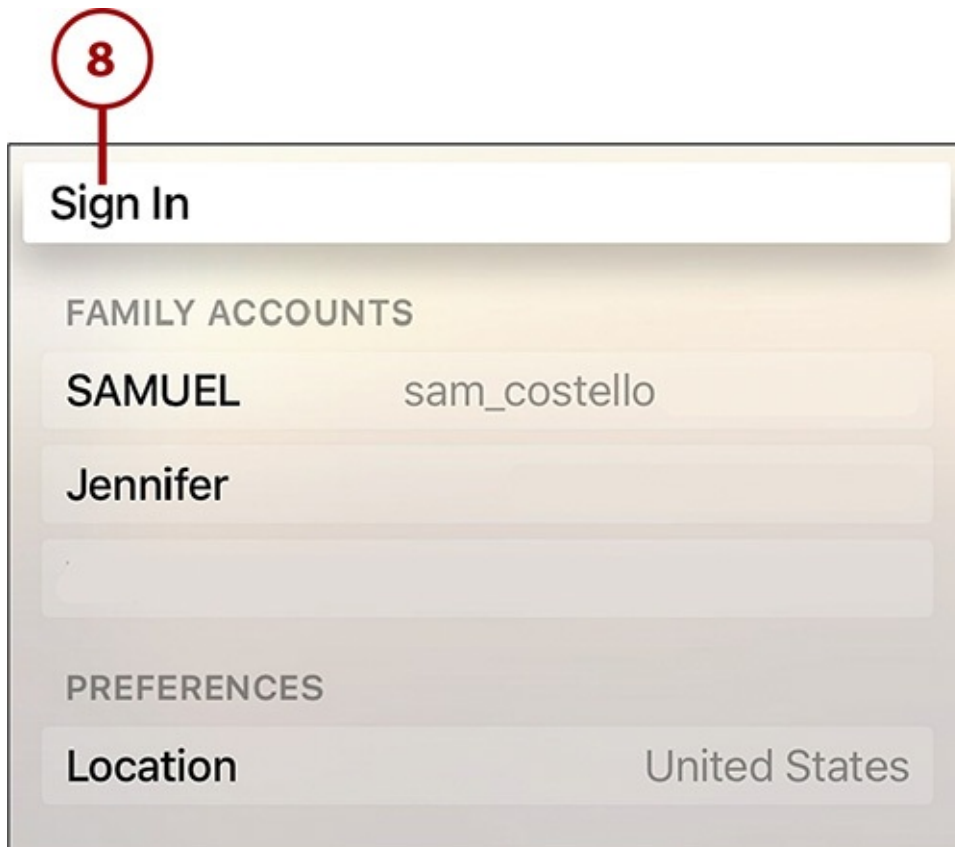 8
Sign In
FAMILY ACCOUNTS
SAMUEL sam_costello
Jennifer
PREFERENCES
Location United States